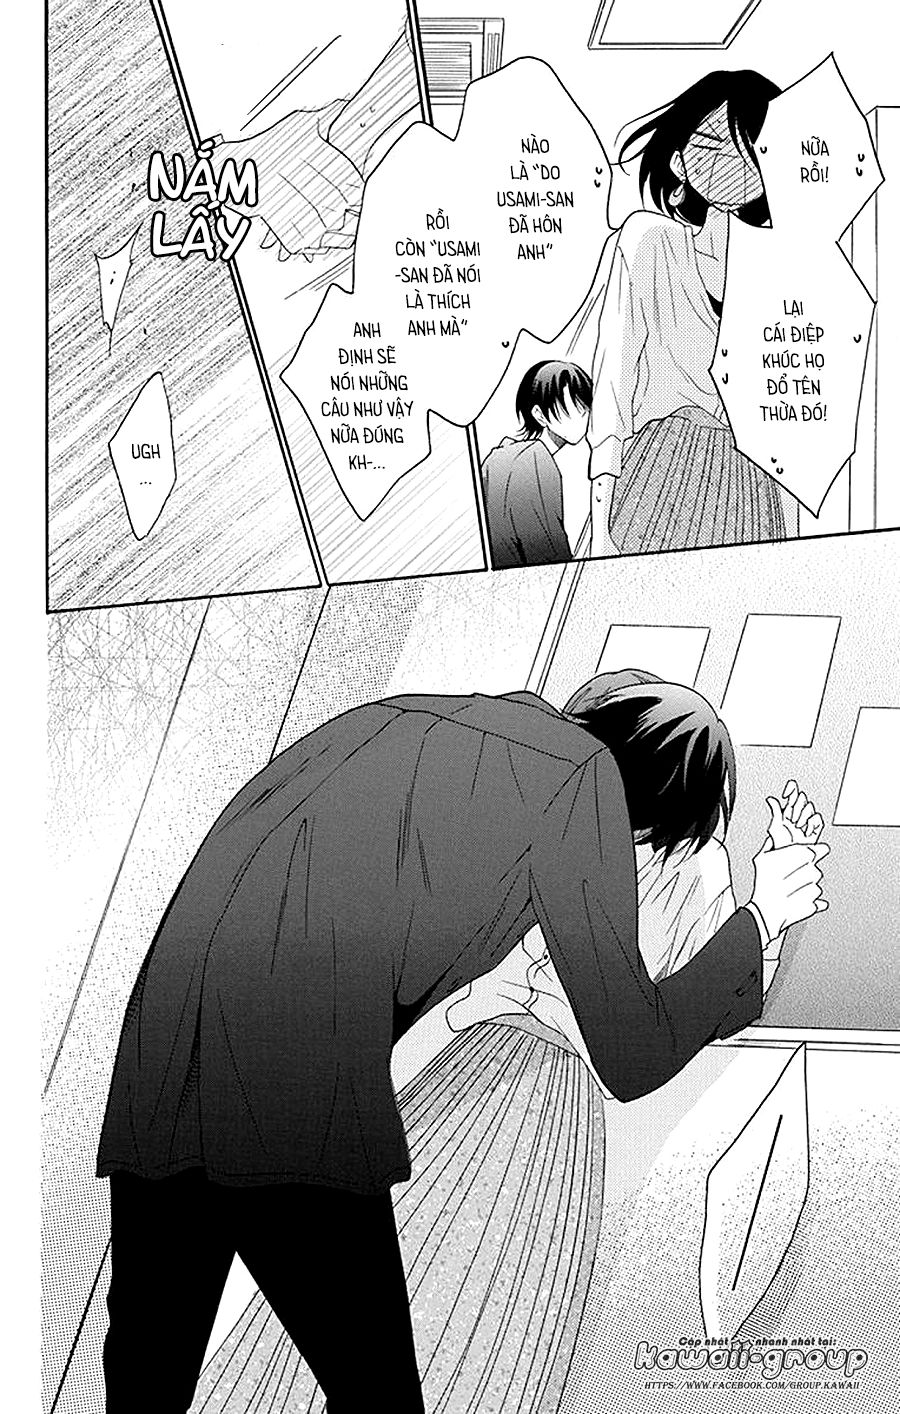 NỮA
RỒI!
LẠI
CÁI ĐIỆP
KHÚC HỌ
ĐỔ TÊN
THỪA ĐÓ!
NÀO
LÀ "DO
USAMI-SAN
ĐÃ HÔN
ANH"
RỒI
CÒN "USAMI
-SAN ĐÃ NÓI
LÀ THÍCH
ANH MÀ"
ANH
ĐỊNH SẼ
NÓI NHỮNG
CÂU NHƯ VẬY
NỮA ĐÚNG
KH-...
NẮM
LẤY
UGH
...
Cập nhật nhanh nhất tại:
kawaii-group
HTTPS://WWW.FACEBOOK.COM/GROUP.KAWAII